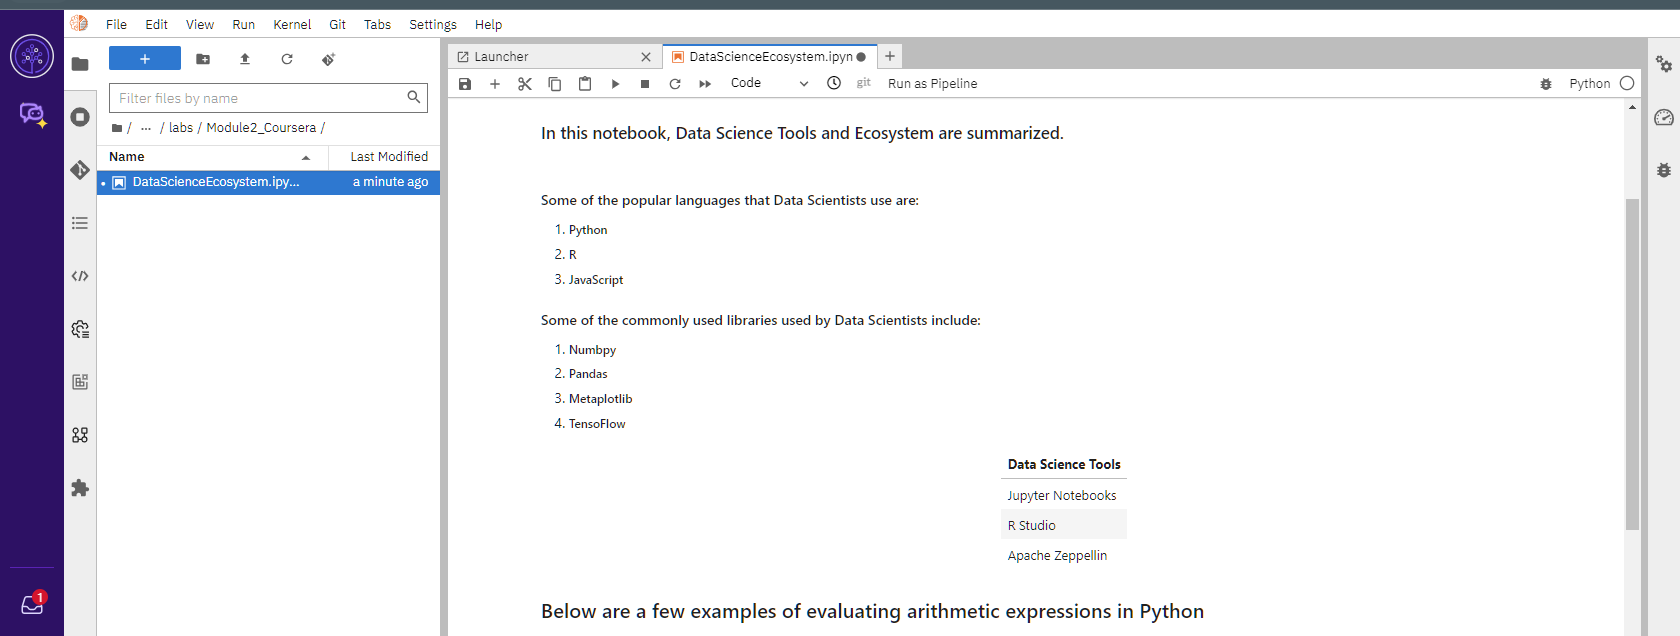 File Edit View Run Kernel Git Tabs Settings Help
Filter files by name
/ ... / labs / Module2_Coursera /
Name Last Modified
DataScienceEcosystem.ipy... a minute ago
1
Launcher DataScienceEcosystem.ipyn
Code git Run as Pipeline Python
In this notebook, Data Science Tools and Ecosystem are summarized.
Some of the popular languages that Data Scientists use are:
1. Python
2. R
3. JavaScript
Some of the commonly used libraries used by Data Scientists include:
1. Numbpy
2. Pandas
3. Metaplotlib
4. TensoFlow
Data Science Tools
Jupyter Notebooks
R Studio
Apache Zeppellin
Below are a few examples of evaluating arithmetic expressions in Python